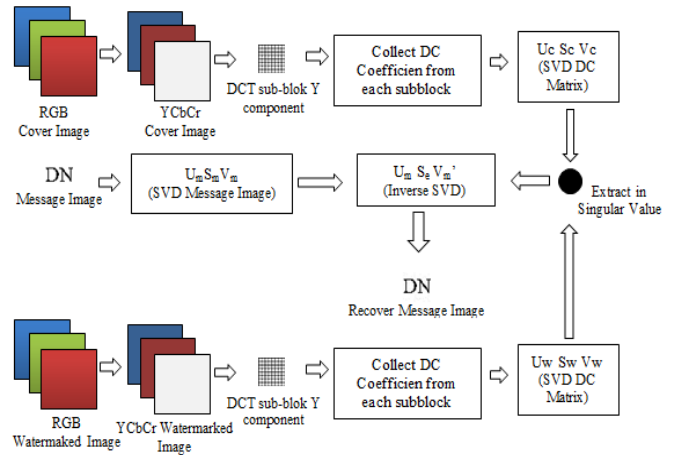 RGB
Cover Image
YCbCr
Cover Image
DCT sub-blok Y
component
Collect DC
Coefficien from
each subblock
Uc Sc Vc
(SVD DC
Matrix)
DN
Message Image
UmSmVm
(SVD Message Image)
Um Se Vm'
(Inverse SVD)
Extract in
Singular Value
DN
Recover Message Image
RGB
Watermaked Image
YCbCr Watermarked
Image
DCT sub-blok Y
component
Collect DC
Coefficien from
each subblock
Uw Sw Vw
(SVD DC
Matrix)